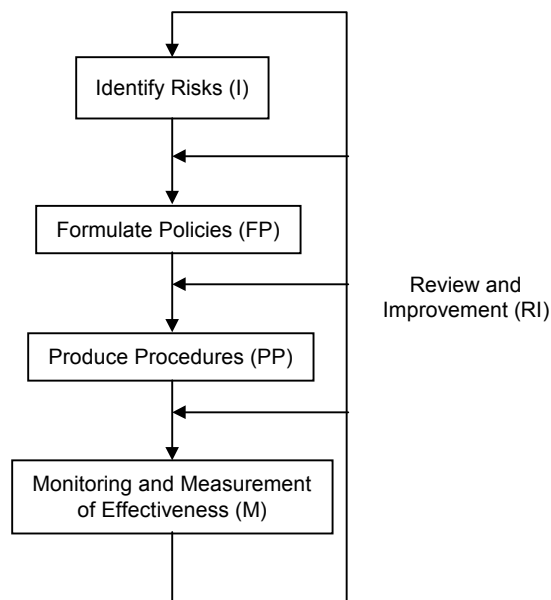 Identify Risks (I)
Formulate Policies (FP)
Review and
Improvement (RI)
Produce Procedures (PP)
Monitoring and Measurement
of Effectiveness (M)